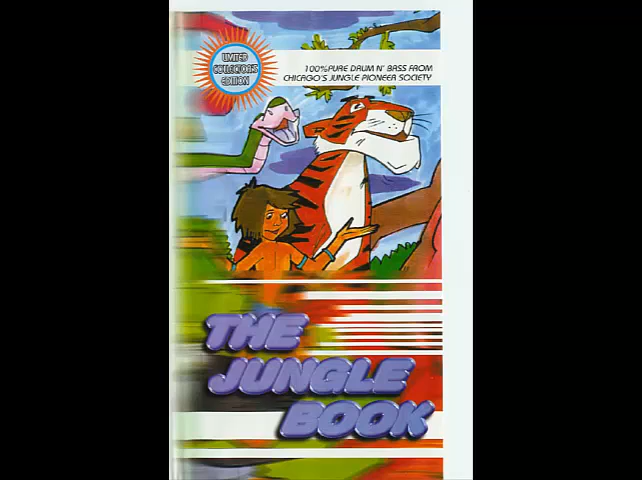 LIMITED
COLLECTOR'S
EDITION
100% PURE DRUM N' BASS FROM
CHICAGO'S JUNGLE PIONEER SOCIETY
THE
JUNGLE
BOOK